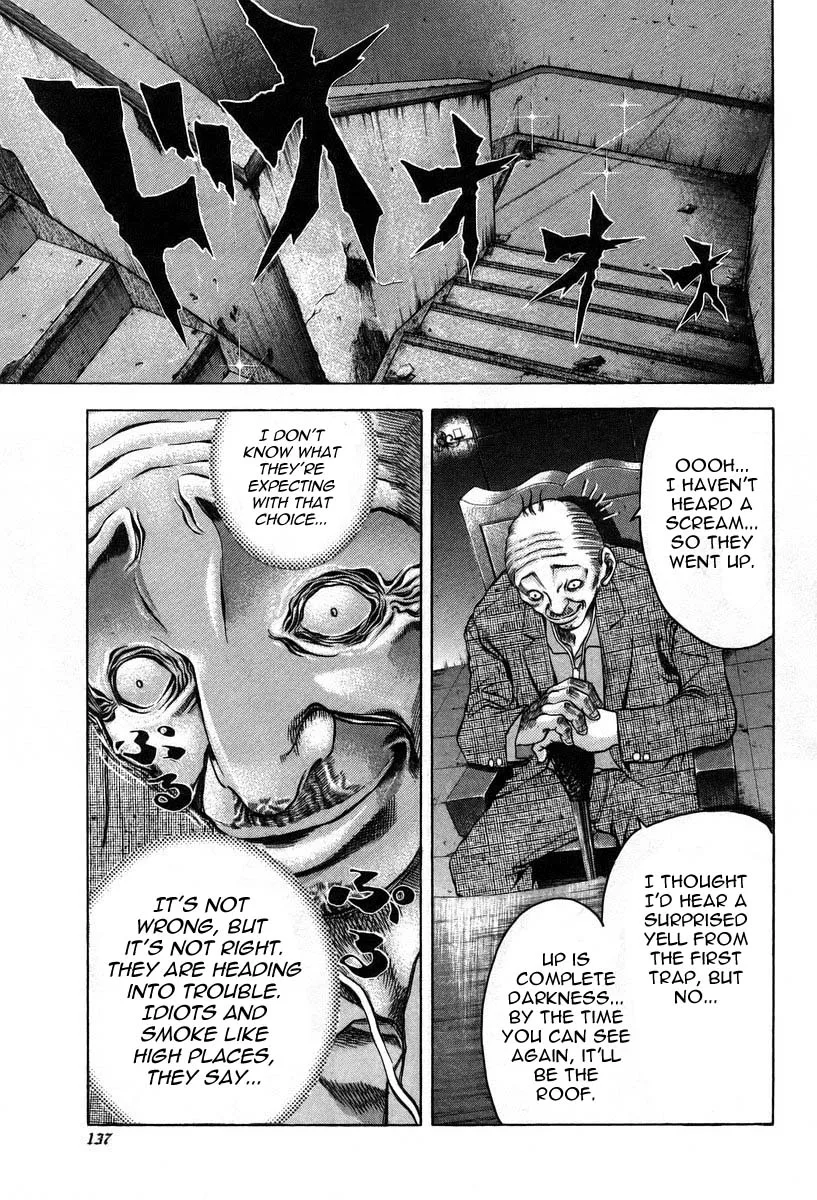 ドオオオオ
OOOH...
I HAVEN'T
HEARD A
SCREAM...
SO THEY
WENT UP.
I THOUGHT
I'D HEAR A
SURPRISED
YELL FROM
THE FIRST
TRAP, BUT
NO...
UP IS
COMPLETE
DARKNESS...
BY THE TIME
YOU CAN SEE
AGAIN, IT'LL
BE THE
ROOF.
I DON'T
KNOW WHAT
THEY'RE
EXPECTING
WITH THAT
CHOICE...
ぷる
ぷる
IT'S NOT
WRONG, BUT
IT'S NOT RIGHT.
THEY ARE HEADING
INTO TROUBLE.
IDIOTS AND
SMOKE LIKE
HIGH PLACES,
THEY SAY...
137